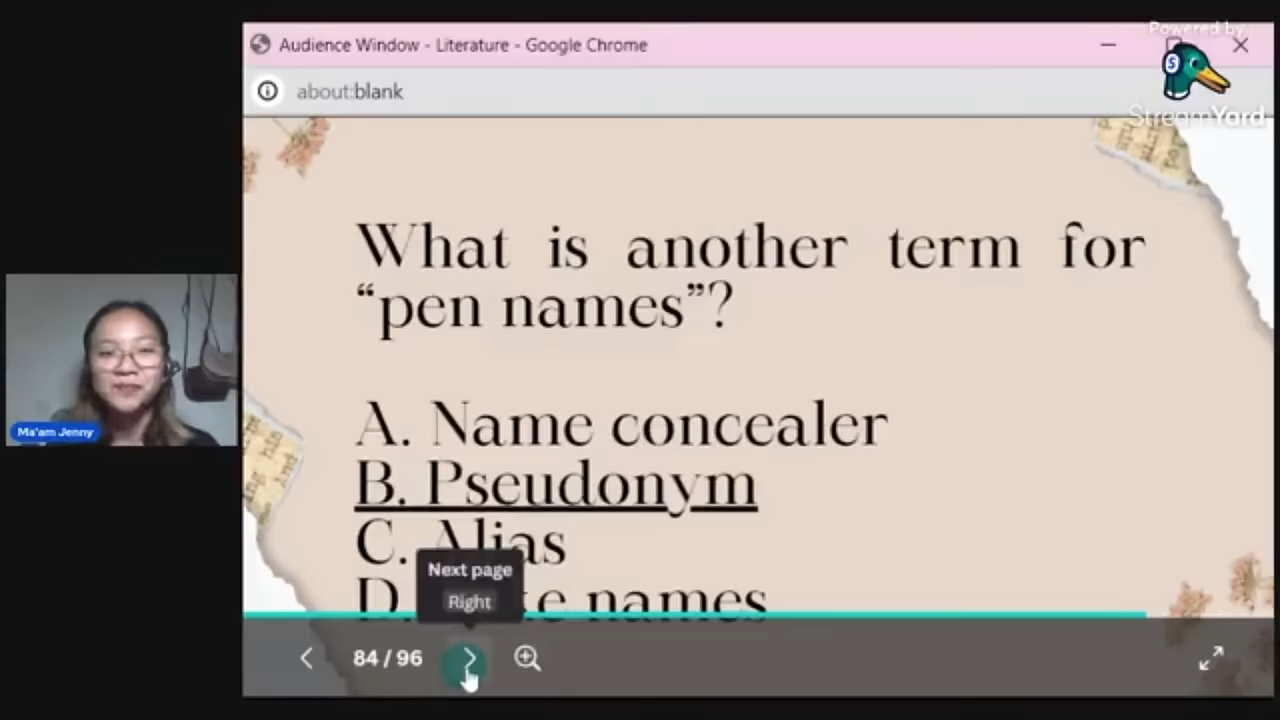 Audience Window - Literature - Google Chrome
Powered by
StreamYard
about:blank
What is another term for
“pen names”?
A. Name concealer
B. Pseudonym
C. Alias
D. names
Next page
Right
84 / 96
Ma'am Jenny